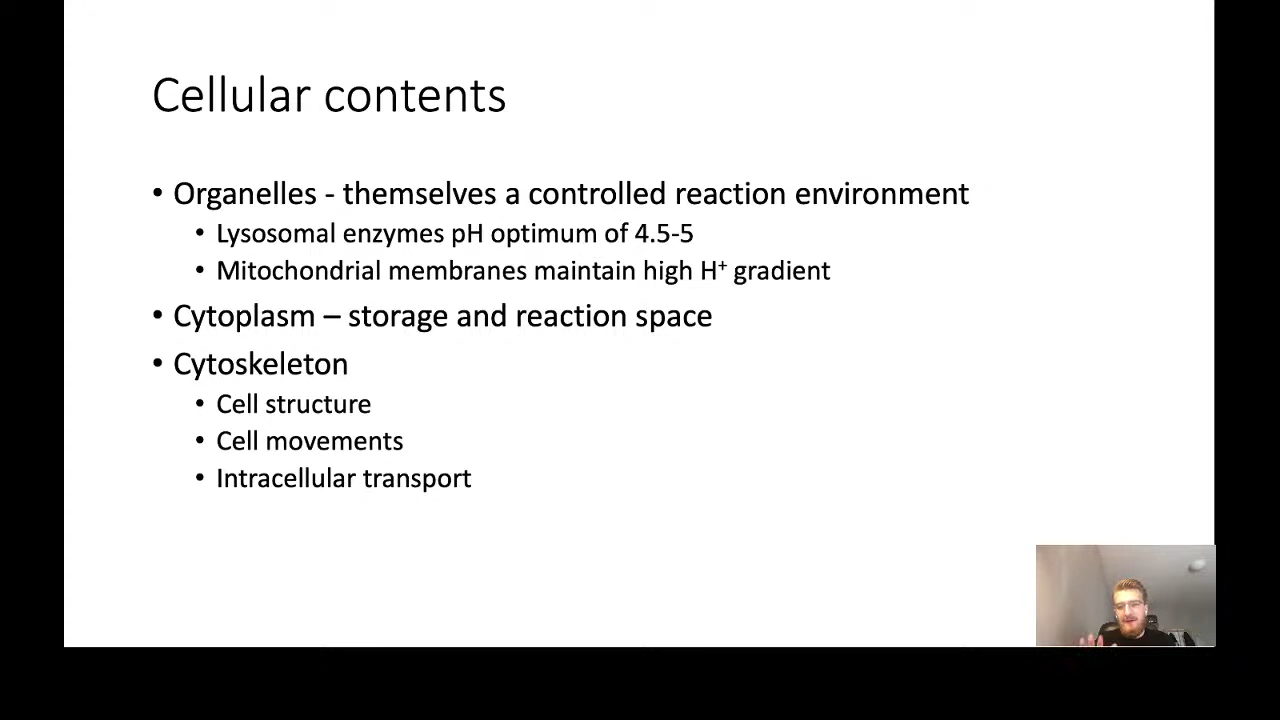 Cellular contents
• Organelles - themselves a controlled reaction environment
• Lysosomal enzymes pH optimum of 4.5-5
• Mitochondrial membranes maintain high H⁺ gradient
• Cytoplasm – storage and reaction space
• Cytoskeleton
• Cell structure
• Cell movements
• Intracellular transport